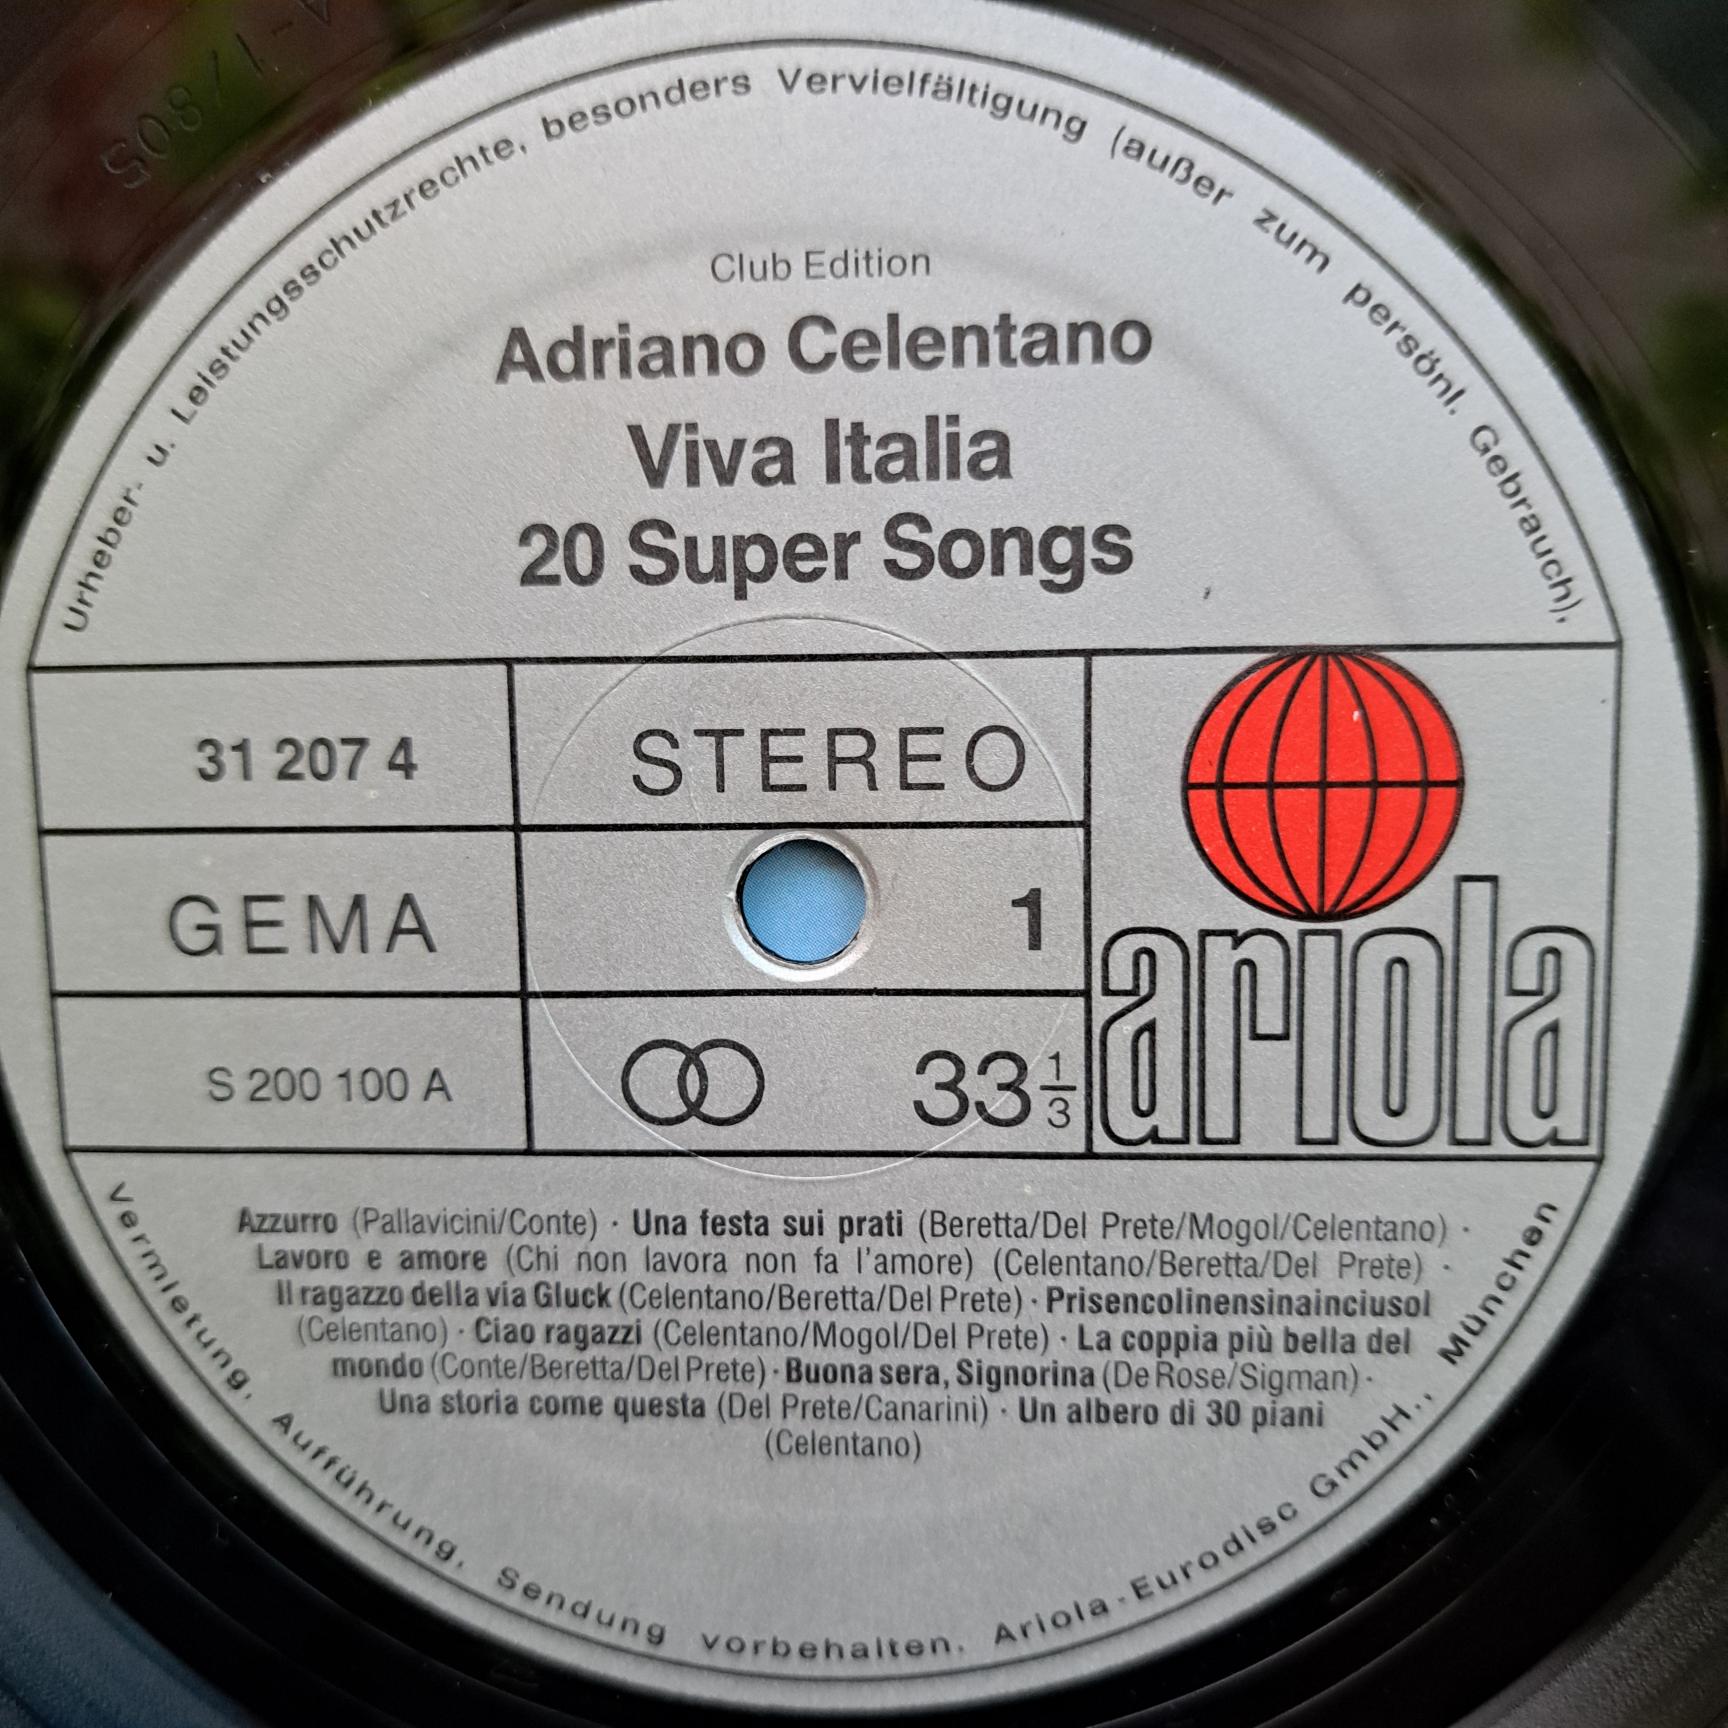 Urheber- u. Leistungsschutzrechte, besonders Vervielfältigung (außer zum persönl. Gebrauch),
Club Edition
Adriano Celentano
Viva Italia
20 Super Songs
31 207 4
STEREO
GEMA
1
S 200 100 A
33 1/3
ariola
Azzurro (Pallavicini/Conte) · Una festa sui prati (Beretta/Del Prete/Mogol/Celentano) ·
Lavoro e amore (Chi non lavora non fa l'amore) (Celentano/Beretta/Del Prete) ·
Il ragazzo della via Gluck (Celentano/Beretta/Del Prete) · Prisencolinensinainciusol
(Celentano) · Ciao ragazzi (Celentano/Mogol/Del Prete) · La coppia più bella del
mondo (Conte/Beretta/Del Prete) · Buona sera, Signorina (De Rose/Sigman) ·
Una storia come questa (Del Prete/Canarini) · Un albero di 30 piani
(Celentano)
Vermietung, Aufführung, Sendung vorbehalten. Ariola-Eurodisc GmbH., München